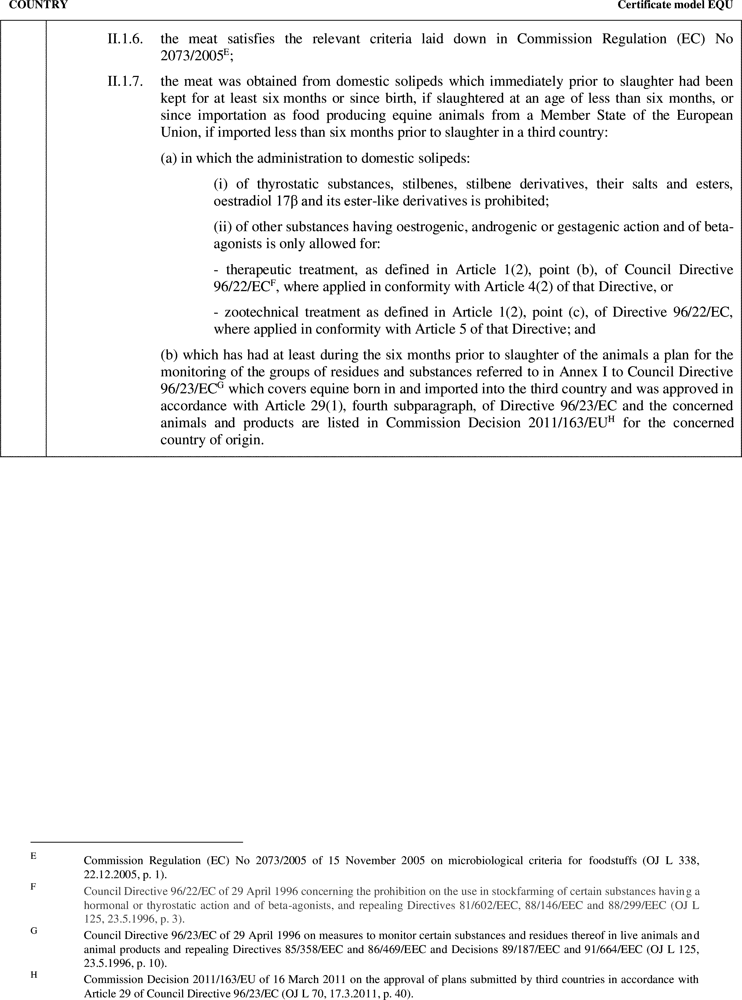 COUNTRY Certificate model EQU
II.1.6. the meat satisfies the relevant criteria laid down in Commission Regulation (EC) No
2073/2005E;
II.1.7. the meat was obtained from domestic solipeds which immediately prior to slaughter had been
kept for at least six months or since birth, if slaughtered at an age of less than six months, or
since importation as food producing equine animals from a Member State of the European
Union, if imported less than six months prior to slaughter in a third country:
(a) in which the administration to domestic solipeds:
(i) of thyrostatic substances, stilbenes, stilbene derivatives, their salts and esters,
oestradiol 17β and its ester-like derivatives is prohibited;
(ii) of other substances having oestrogenic, androgenic or gestagenic action and of beta-
agonists is only allowed for:
- therapeutic treatment, as defined in Article 1(2), point (b), of Council Directive
96/22/ECF, where applied in conformity with Article 4(2) of that Directive, or
- zootechnical treatment as defined in Article 1(2), point (c), of Directive 96/22/EC,
where applied in conformity with Article 5 of that Directive; and
(b) which has had at least during the six months prior to slaughter of the animals a plan for the
monitoring of the groups of residues and substances referred to in Annex I to Council Directive
96/23/ECG which covers equine born in and imported into the third country and was approved in
accordance with Article 29(1), fourth subparagraph, of Directive 96/23/EC and the concerned
animals and products are listed in Commission Decision 2011/163/EUH for the concerned
country of origin.
E Commission Regulation (EC) No 2073/2005 of 15 November 2005 on microbiological criteria for foodstuffs (OJ L 338,
22.12.2005, p. 1).
F Council Directive 96/22/EC of 29 April 1996 concerning the prohibition on the use in stockfarming of certain substances having a
hormonal or thyrostatic action and of beta-agonists, and repealing Directives 81/602/EEC, 88/146/EEC and 88/299/EEC (OJ L
125, 23.5.1996, p. 3).
G Council Directive 96/23/EC of 29 April 1996 on measures to monitor certain substances and residues thereof in live animals and
animal products and repealing Directives 85/358/EEC and 86/469/EEC and Decisions 89/187/EEC and 91/664/EEC (OJ L 125,
23.5.1996, p. 10).
H Commission Decision 2011/163/EU of 16 March 2011 on the approval of plans submitted by third countries in accordance with
Article 29 of Council Directive 96/23/EC (OJ L 70, 17.3.2011, p. 40).